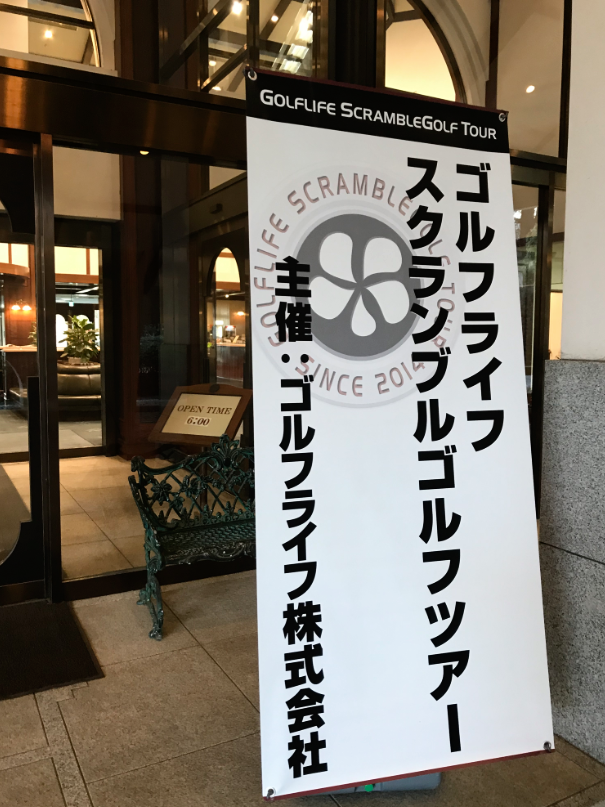 GOLFLIFE SCRAMBLEGOLF TOUR
ゴルフライフ
スクランブルゴルフツアー
主催：ゴルフライフ株式会社
GOLFLIFE SCRAMBLEGOLF TOUR
SINCE 2014
OPEN TIME
6:00